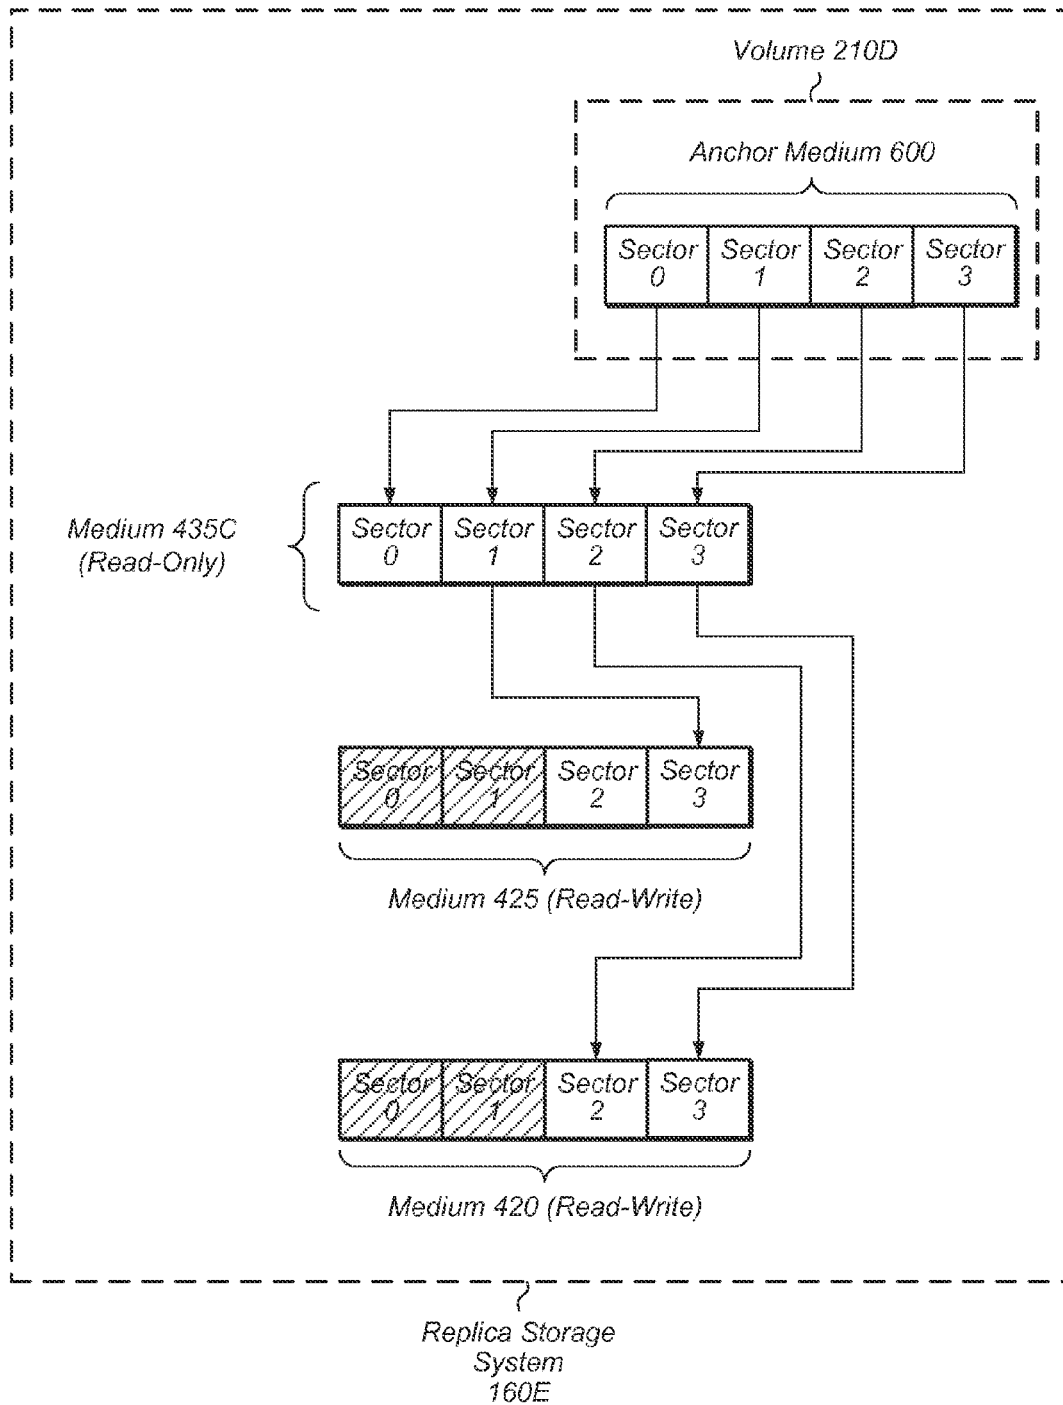 Volume 210D
Anchor Medium 600
Sector 0
Sector 1
Sector 2
Sector 3
Medium 435C
(Read-Only)
Sector 0
Sector 1
Sector 2
Sector 3
Sector 0
Sector 1
Sector 2
Sector 3
Medium 425 (Read-Write)
Sector 0
Sector 1
Sector 2
Sector 3
Medium 420 (Read-Write)
Replica Storage
System
160E